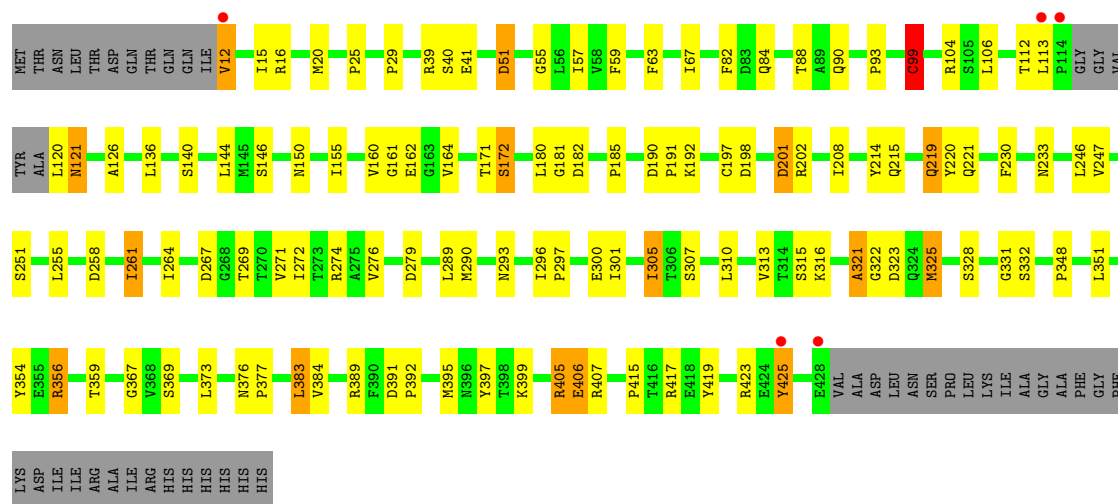 MET THR ASN LEU THR ASP GLN THR GLN GLN ILE V12 I15 R16 M20 P25 P29 R39 S40 E41 D51 G55 L56 I57 V58 F59 F63 I67 F82 D83 Q84 T88 A89 Q90 P93 C99 R104 S105 L106 T112 L113 P114 GLY GLY VAL
TYR ALA L120 N121 A126 L136 S140 L144 M145 S146 N150 I155 V160 G161 E162 G163 V164 T171 S172 L180 G181 D182 P185 D190 P191 K192 C197 D198 D201 R202 I208 Y214 Q215 Q219 Y220 Q221 F230 N233 L246 V247
S251 L255 D258 I261 I264 D267 G268 T269 T270 V271 I272 T273 R274 A275 V276 D279 L289 M290 N293 I296 P297 E300 I301 I305 T306 S307 L310 V313 T314 S315 K316 A321 G322 D323 Q324 M325 S328 G331 S332 P348 L351
Y354 E355 R356 T359 G367 V368 S369 L373 N376 P377 L383 V384 R389 F390 D391 P392 M395 N396 Y397 T398 K399 R405 E406 R407 P415 T416 R417 E418 Y419 R423 E424 Y425 E428 VAL ALA ASP LEU ASN SER PRO LEU LYS ILE ALA GLY ALA PHE GLY PHE
LYS ASP ILE ILE ARG ALA ILE ARG HIS HIS HIS HIS HIS HIS